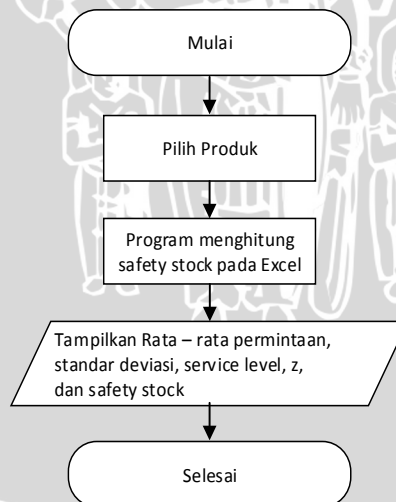 Mulai
Pilih Produk
Program menghitung
safety stock pada Excel
Tampilkan Rata – rata permintaan,
standar deviasi, service level, z,
dan safety stock
Selesai